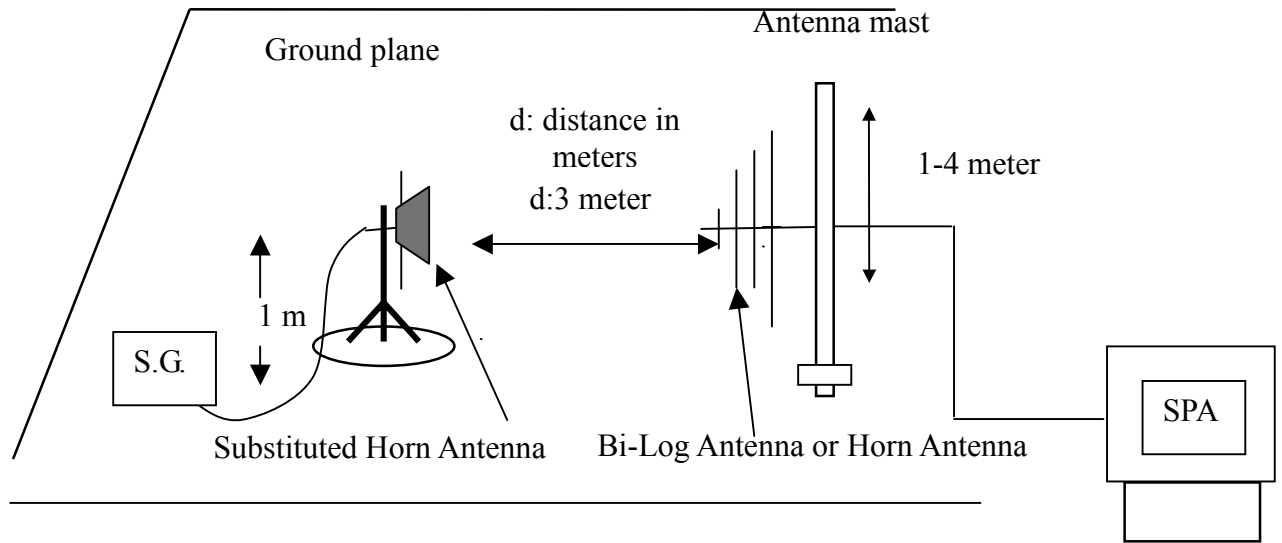 Antenna mast
Ground plane
d: distance in
meters
d:3 meter
1-4 meter
1 m
S.G.
SPA
Substituted Horn Antenna
Bi-Log Antenna or Horn Antenna